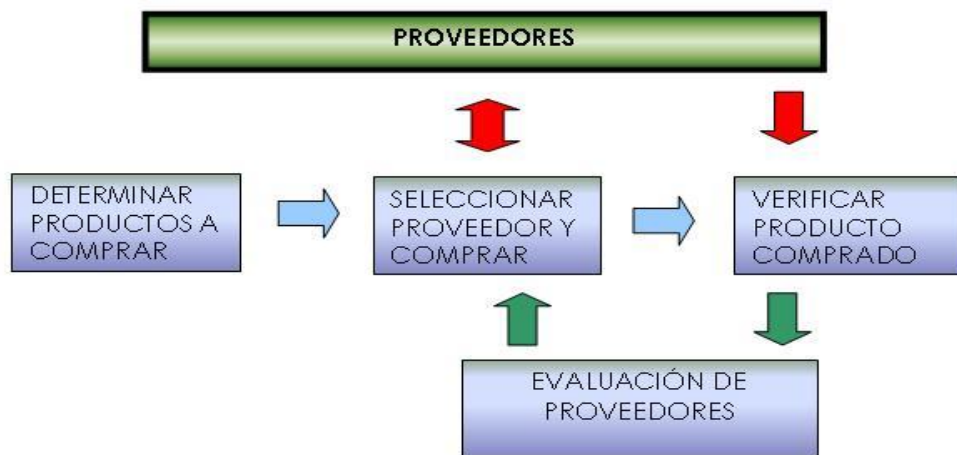 PROVEEDORES
DETERMINAR
PRODUCTOS A
COMPRAR
SELECCIONAR
PROVEEDOR Y
COMPRAR
VERIFICAR
PRODUCTO
COMPRADO
EVALUACIÓN DE
PROVEEDORES